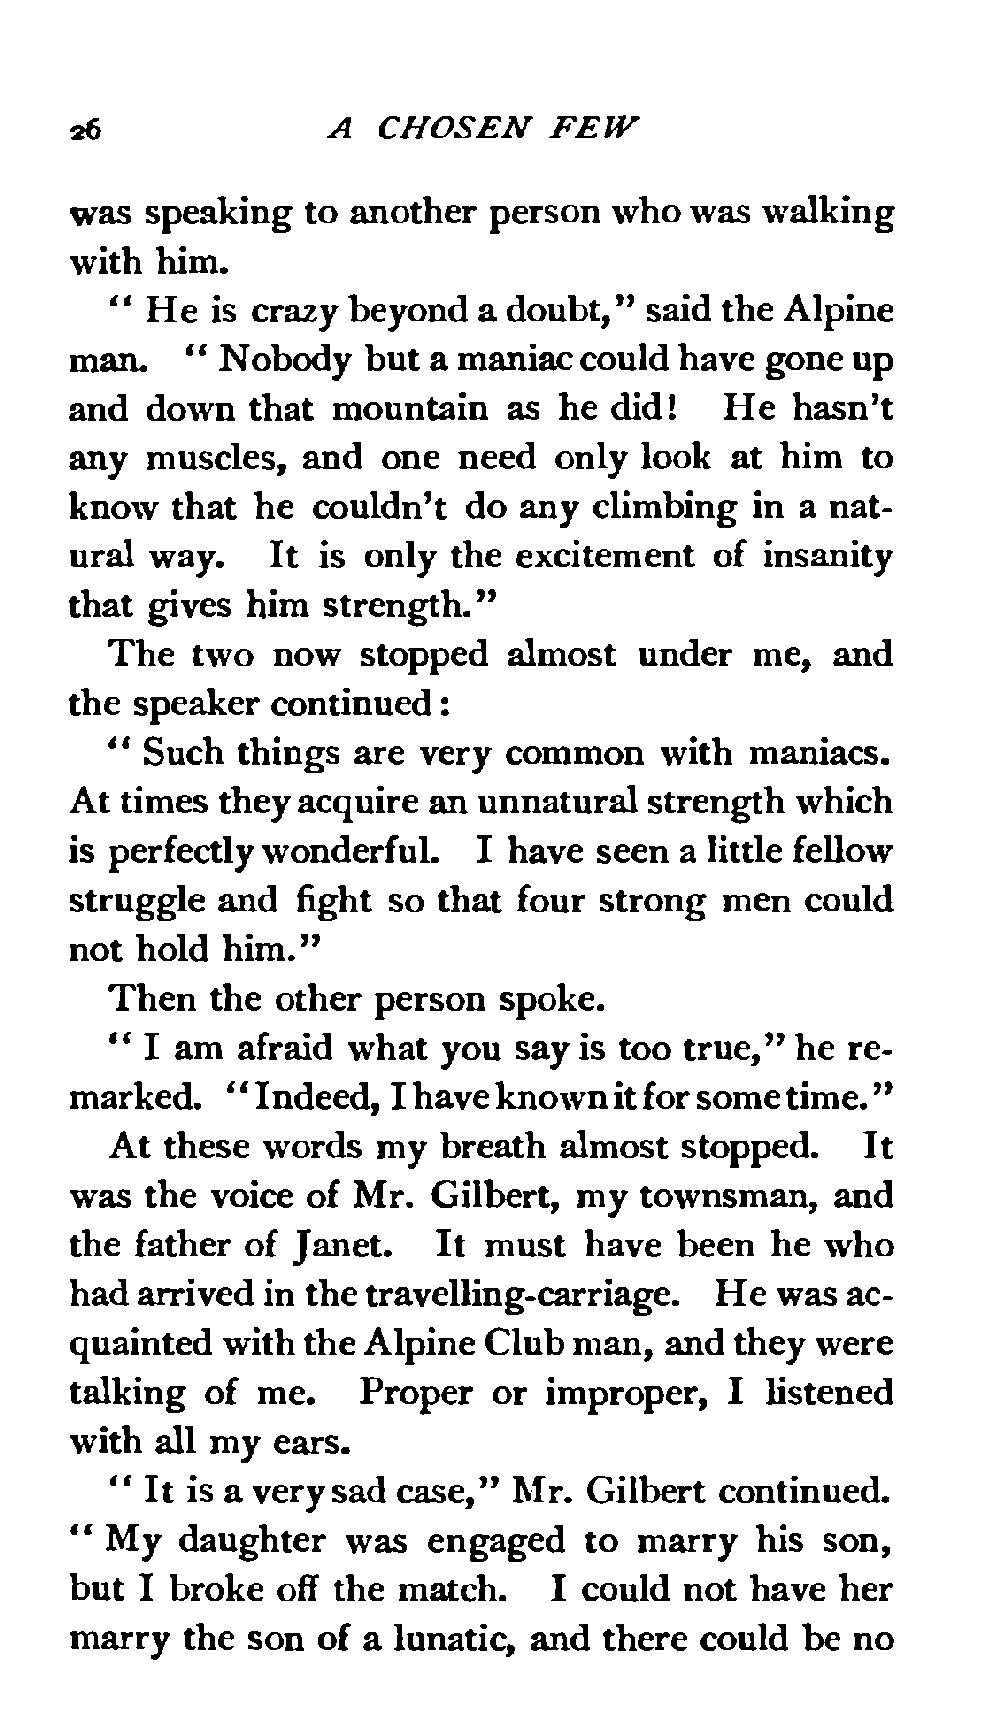 26 A CHOSEN FEW
was speaking to another person who was walking
with him.
“ He is crazy beyond a doubt,” said the Alpine
man. “ Nobody but a maniac could have gone up
and down that mountain as he did! He hasn’t
any muscles, and one need only look at him to
know that he couldn’t do any climbing in a nat-
ural way. It is only the excitement of insanity
that gives him strength.”
The two now stopped almost under me, and
the speaker continued:
“ Such things are very common with maniacs.
At times they acquire an unnatural strength which
is perfectly wonderful. I have seen a little fellow
struggle and fight so that four strong men could
not hold him.”
Then the other person spoke.
“ I am afraid what you say is too true,” he re-
marked. “Indeed, I have known it for some time.”
At these words my breath almost stopped. It
was the voice of Mr. Gilbert, my townsman, and
the father of Janet. It must have been he who
had arrived in the travelling-carriage. He was ac-
quainted with the Alpine Club man, and they were
talking of me. Proper or improper, I listened
with all my ears.
“ It is a very sad case,” Mr. Gilbert continued.
“ My daughter was engaged to marry his son,
but I broke off the match. I could not have her
marry the son of a lunatic, and there could be no